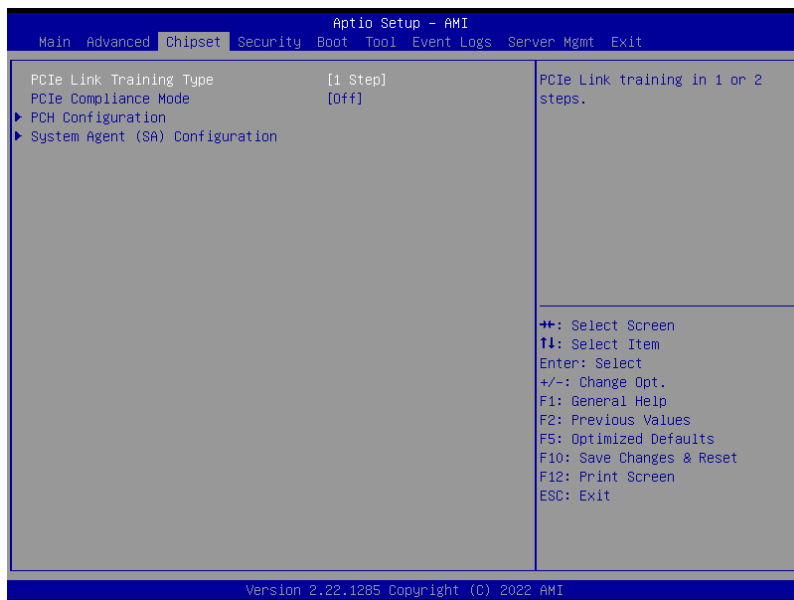 Aptio Setup – AMI
Main Advanced Chipset Security Boot Tool Event Logs Server Mgmt Exit
PCIe Link Training Type [1 Step]
PCIe Compliance Mode [Off]
▶ PCH Configuration
▶ System Agent (SA) Configuration
PCIe Link training in 1 or 2
steps.
→←: Select Screen
↑↓: Select Item
Enter: Select
+/-: Change Opt.
F1: General Help
F2: Previous Values
F5: Optimized Defaults
F10: Save Changes & Reset
F12: Print Screen
ESC: Exit
Version 2.22.1285 Copyright (C) 2022 AMI